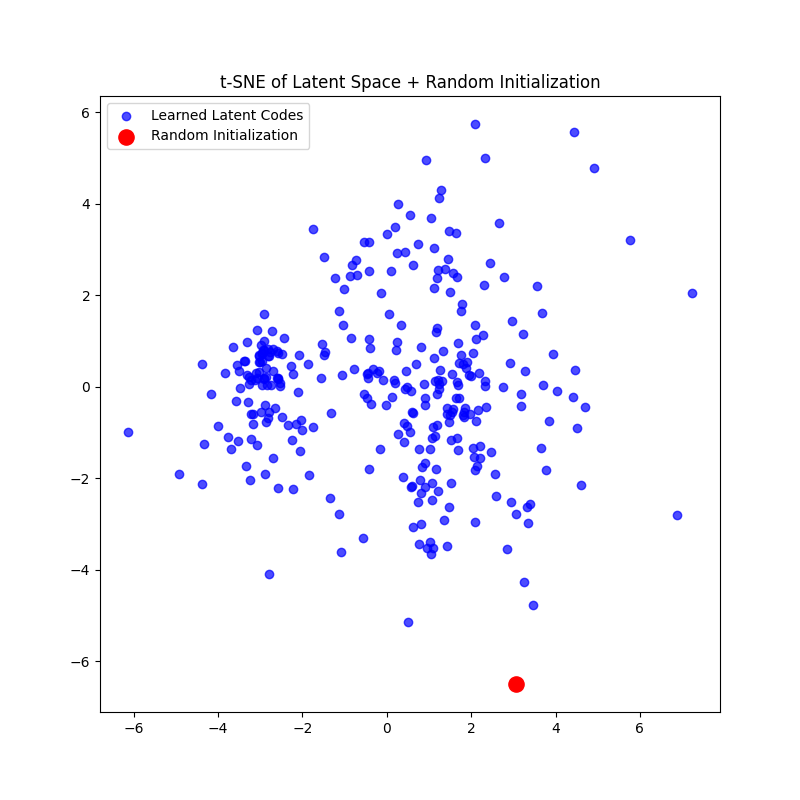 t-SNE of Latent Space + Random Initialization
Learned Latent Codes
Random Initialization
6
4
2
0
−2
−4
−6
−6 −4 −2 0 2 4 6